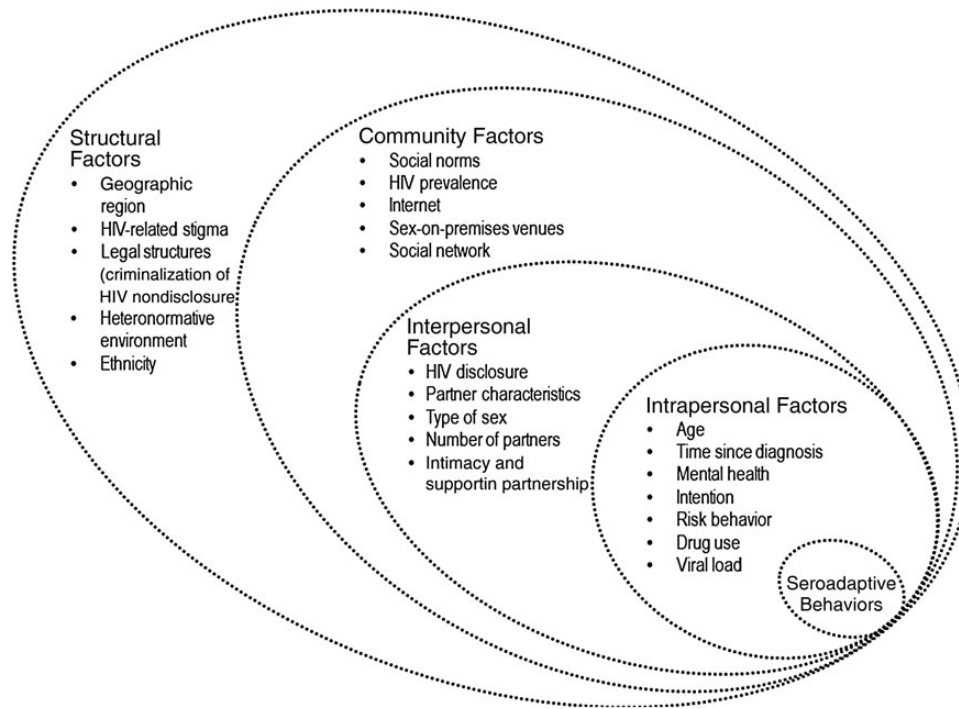 Structural
Factors
• Geographic
region
• HIV-related stigma
• Legal structures
(criminalization of
HIV nondisclosure
• Heteronormative
environment
• Ethnicity
Community Factors
• Social norms
• HIV prevalence
• Internet
• Sex-on-premises venues
• Social network
Interpersonal
Factors
• HIV disclosure
• Partner characteristics
• Type of sex
• Number of partners
• Intimacy and
supportin partnership
Intrapersonal Factors
• Age
• Time since diagnosis
• Mental health
• Intention
• Risk behavior
• Drug use
• Viral load
Seroadaptive
Behaviors